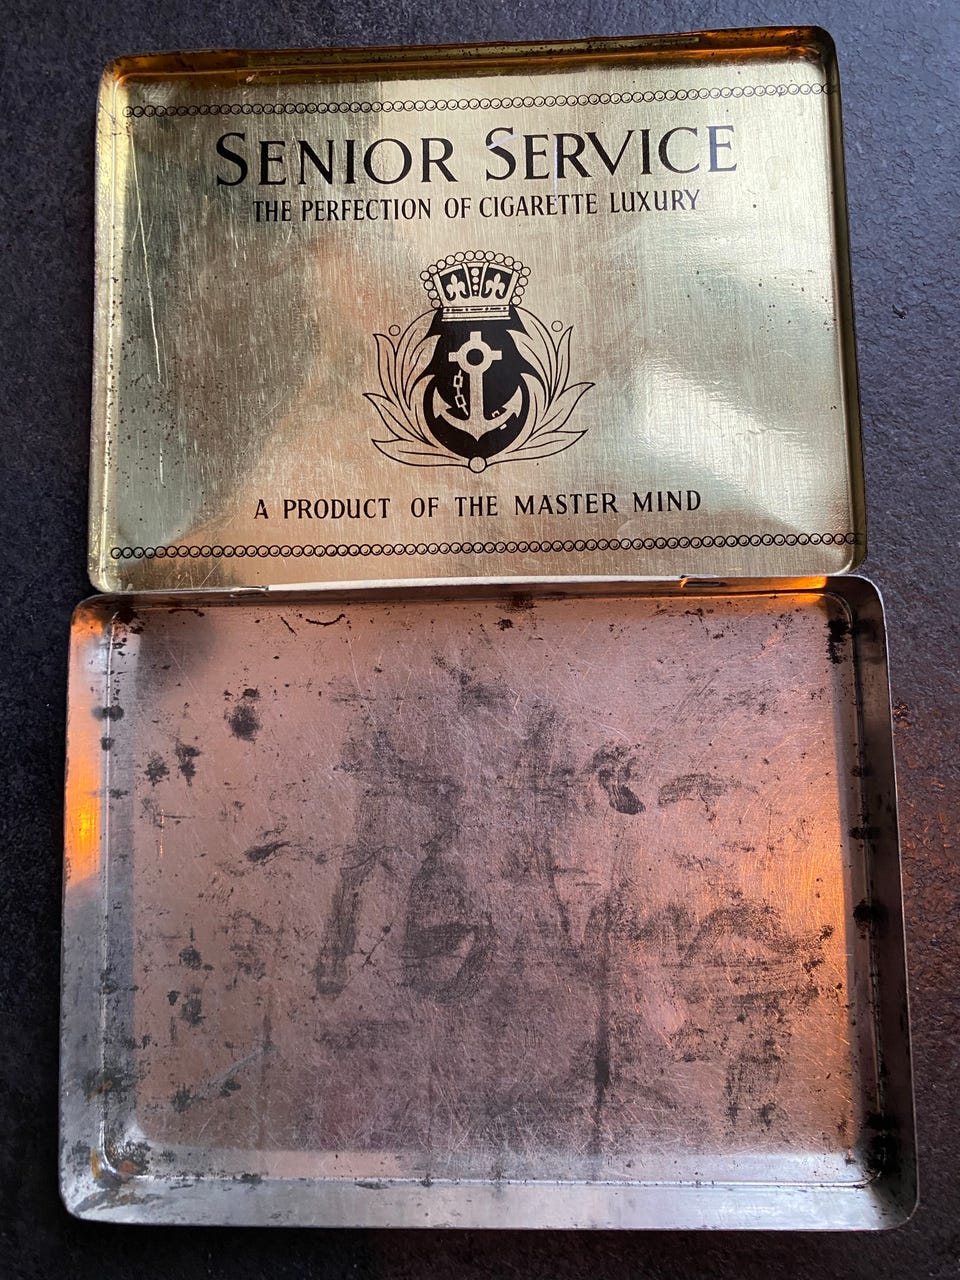 SENIOR SERVICE
THE PERFECTION OF CIGARETTE LUXURY
A PRODUCT OF THE MASTER MIND